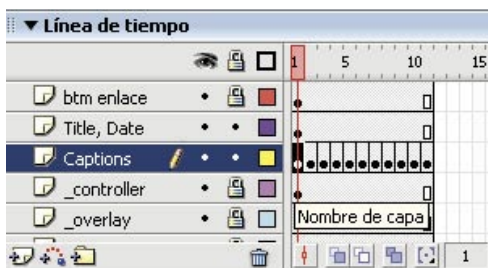 Línea de tiempo
1 5 10 15
btm enlace
Title, Date
Captions
_controller
_overlay
Nombre de capa
1